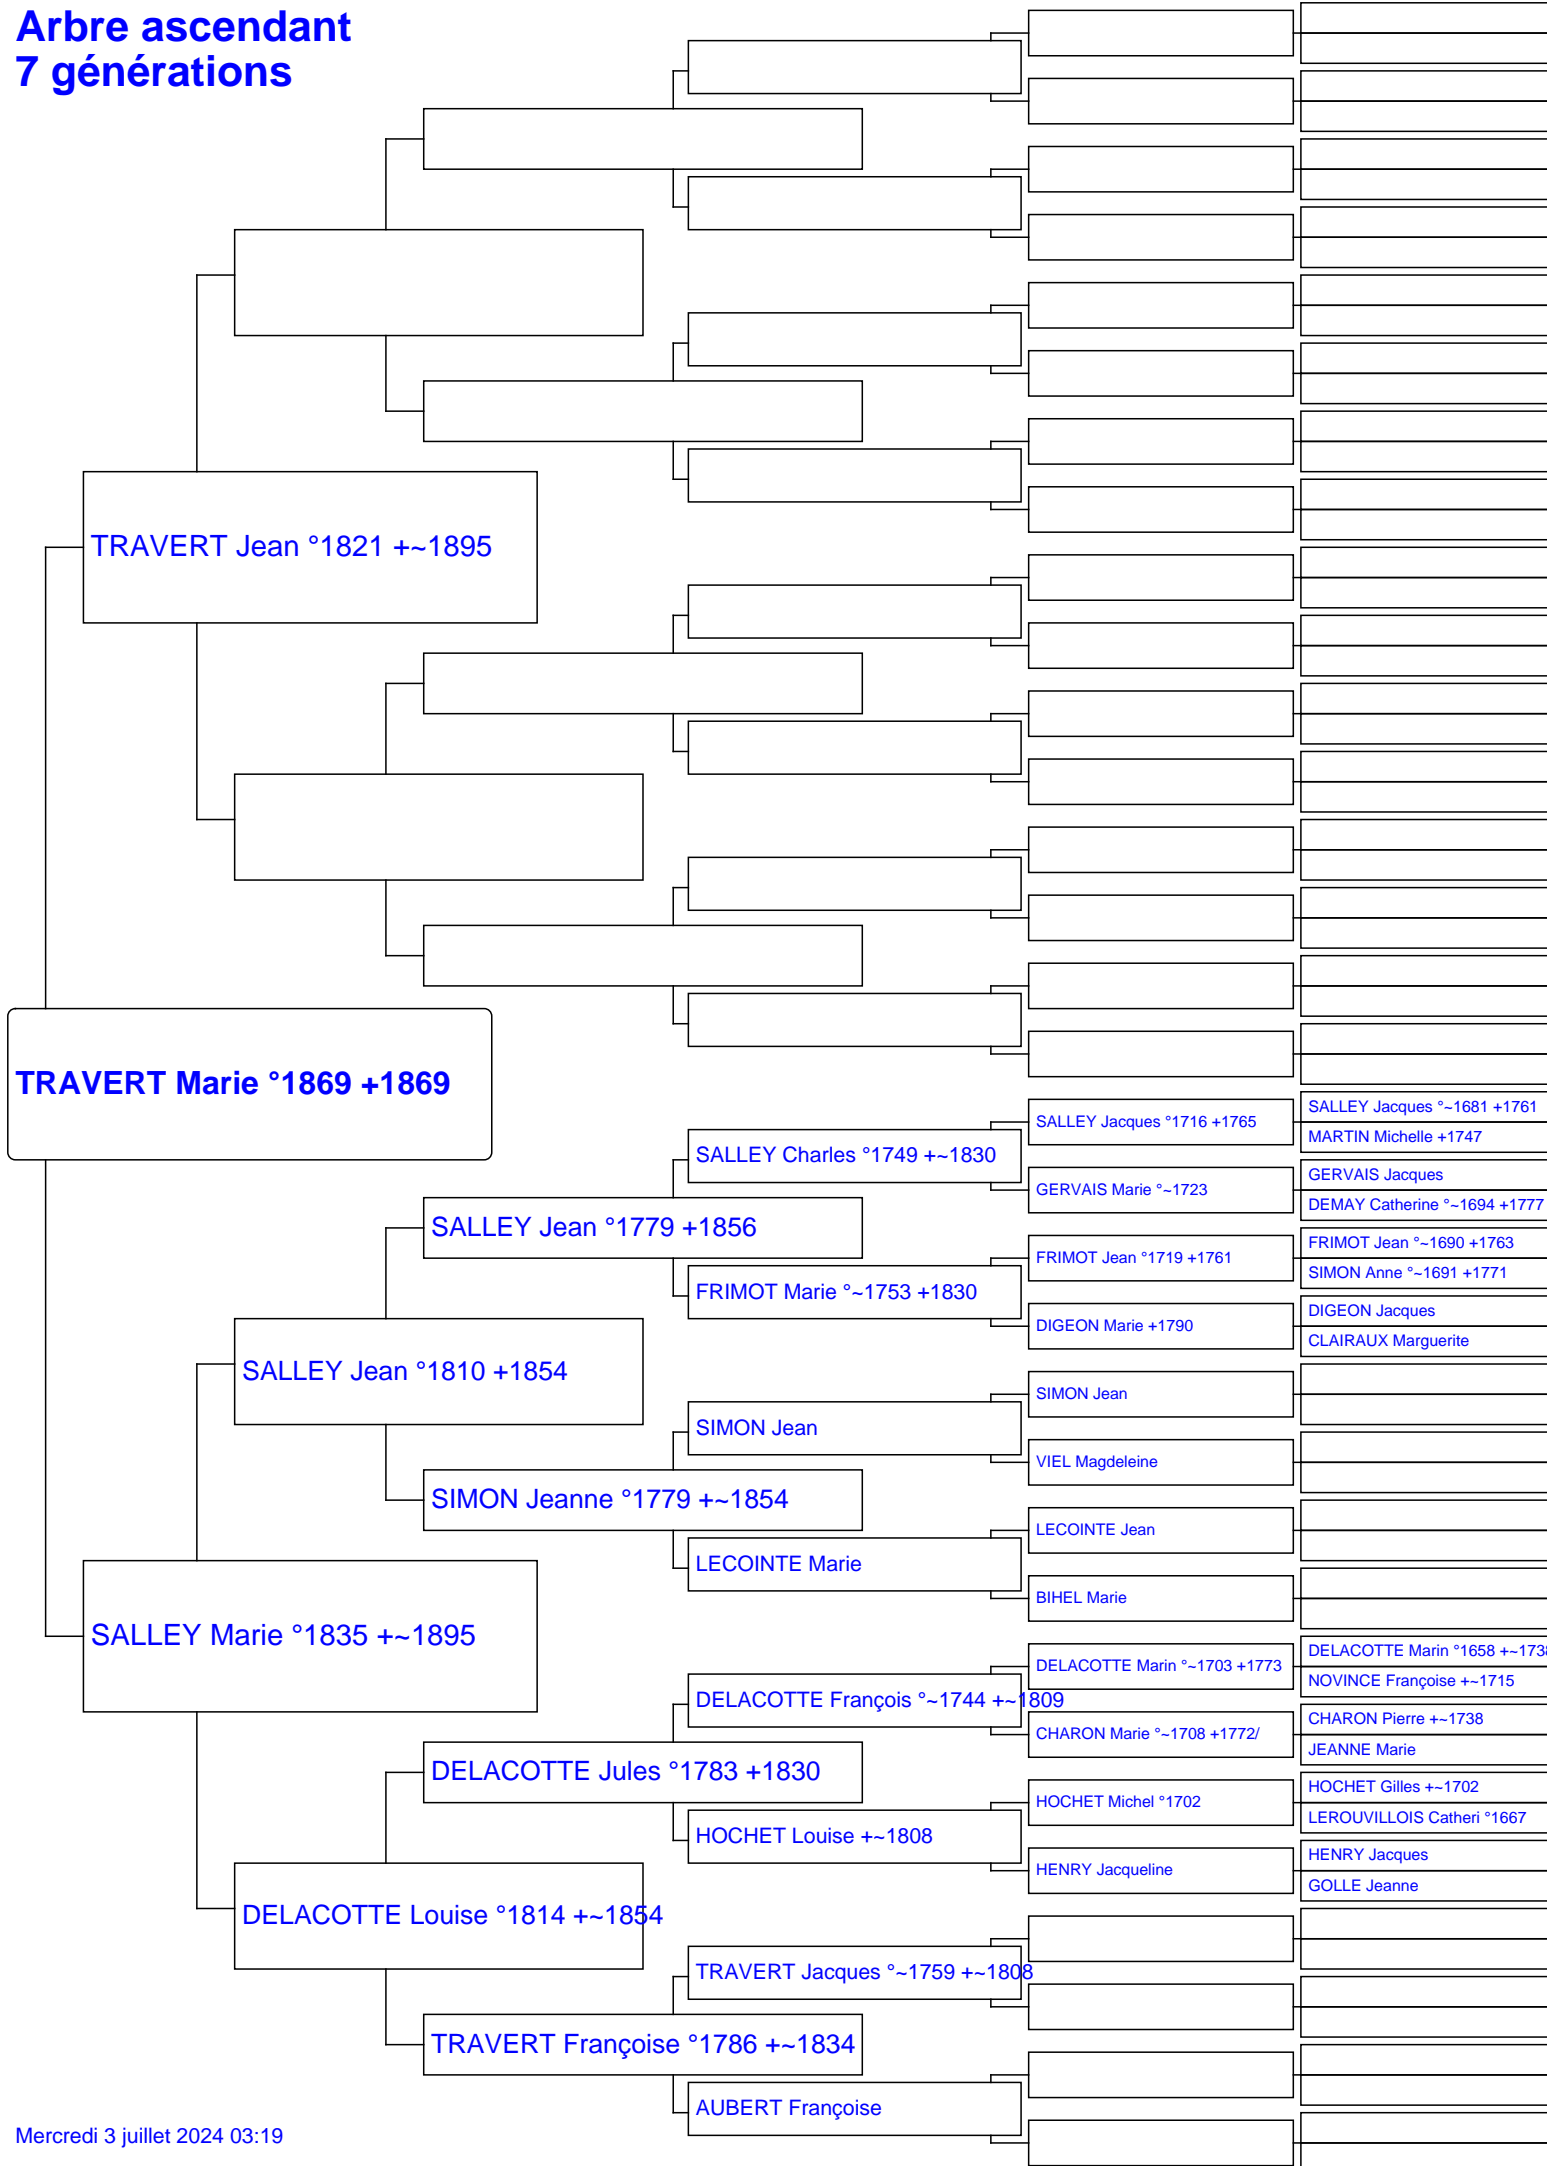 Arbre ascendant
7 générations
TRAVERT Jean °1821 +~1895
TRAVERT Marie °1869 +1869
SALLEY Jacques °~1681 +1761
SALLEY Jacques °1716 +1765
MARTIN Michelle +1747
SALLEY Charles °1749 +~1830
GERVAIS Jacques
GERVAIS Marie °~1723
DEMAY Catherine °~1694 +1777
SALLEY Jean °1779 +1856
FRIMOT Jean °~1690 +1763
FRIMOT Jean °1719 +1761
SIMON Anne °~1691 +1771
FRIMOT Marie °~1753 +1830
DIGEON Jacques
DIGEON Marie +1790
CLAIRAUX Marguerite
SALLEY Jean °1810 +1854
SIMON Jean
SIMON Jean
VIEL Magdeleine
SIMON Jeanne °1779 +~1854
LECOINTE Jean
LECOINTE Marie
BIHEL Marie
SALLEY Marie °1835 +~1895
DELACOTTE Marin °1658 +~1738
DELACOTTE Marin °~1703 +1773
NOVINCE Françoise +~1715
DELACOTTE François °~1744 +~1809
CHARON Pierre +~1738
CHARON Marie °~1708 +1772/
JEANNE Marie
DELACOTTE Jules °1783 +1830
HOCHET Gilles +~1702
HOCHET Michel °1702
LEROUVILLOIS Catheri °1667
HOCHET Louise +~1808
HENRY Jacques
HENRY Jacqueline
GOLLE Jeanne
DELACOTTE Louise °1814 +~1854
TRAVERT Jacques °~1759 +~1808
TRAVERT Françoise °1786 +~1834
AUBERT Françoise
Mercredi 3 juillet 2024 03:19